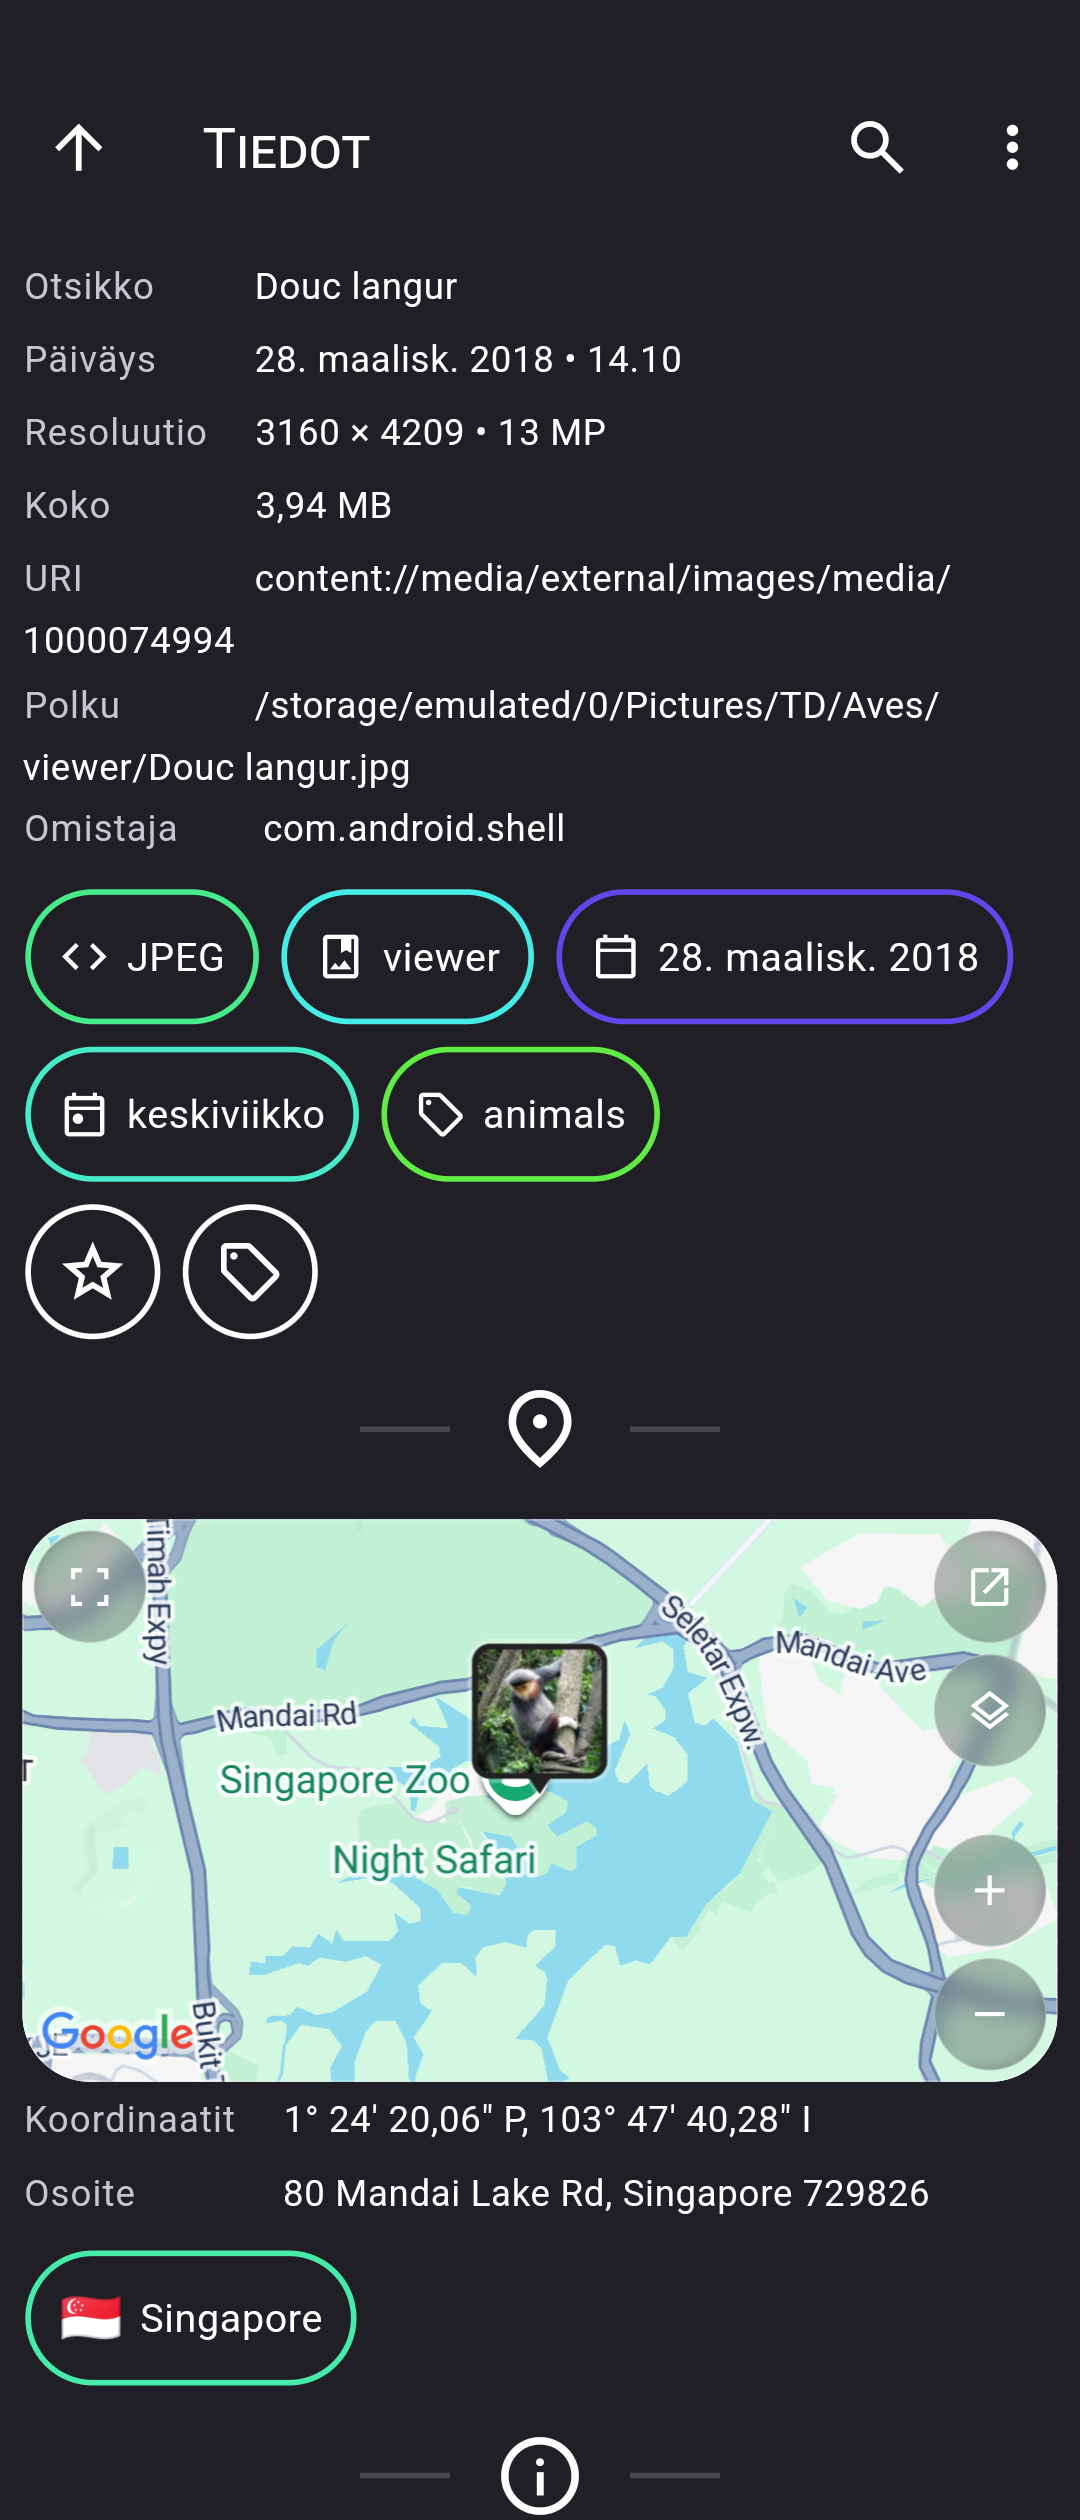 Tiedot
Otsikko Douc langur
Päiväys 28. maalisk. 2018 • 14.10
Resoluutio 3160 × 4209 • 13 MP
Koko 3,94 MB
URI content://media/external/images/media/
1000074994
Polku /storage/emulated/0/Pictures/TD/Aves/
viewer/Douc langur.jpg
Omistaja com.android.shell
JPEG viewer 28. maalisk. 2018
keskiviikko animals
Timah Expy
Seletar Expw.
Mandai Ave
Mandai Rd
Singapore Zoo
Night Safari
Google
Bukit
Koordinaatit 1° 24' 20,06" P, 103° 47' 40,28" I
Osoite 80 Mandai Lake Rd, Singapore 729826
Singapore